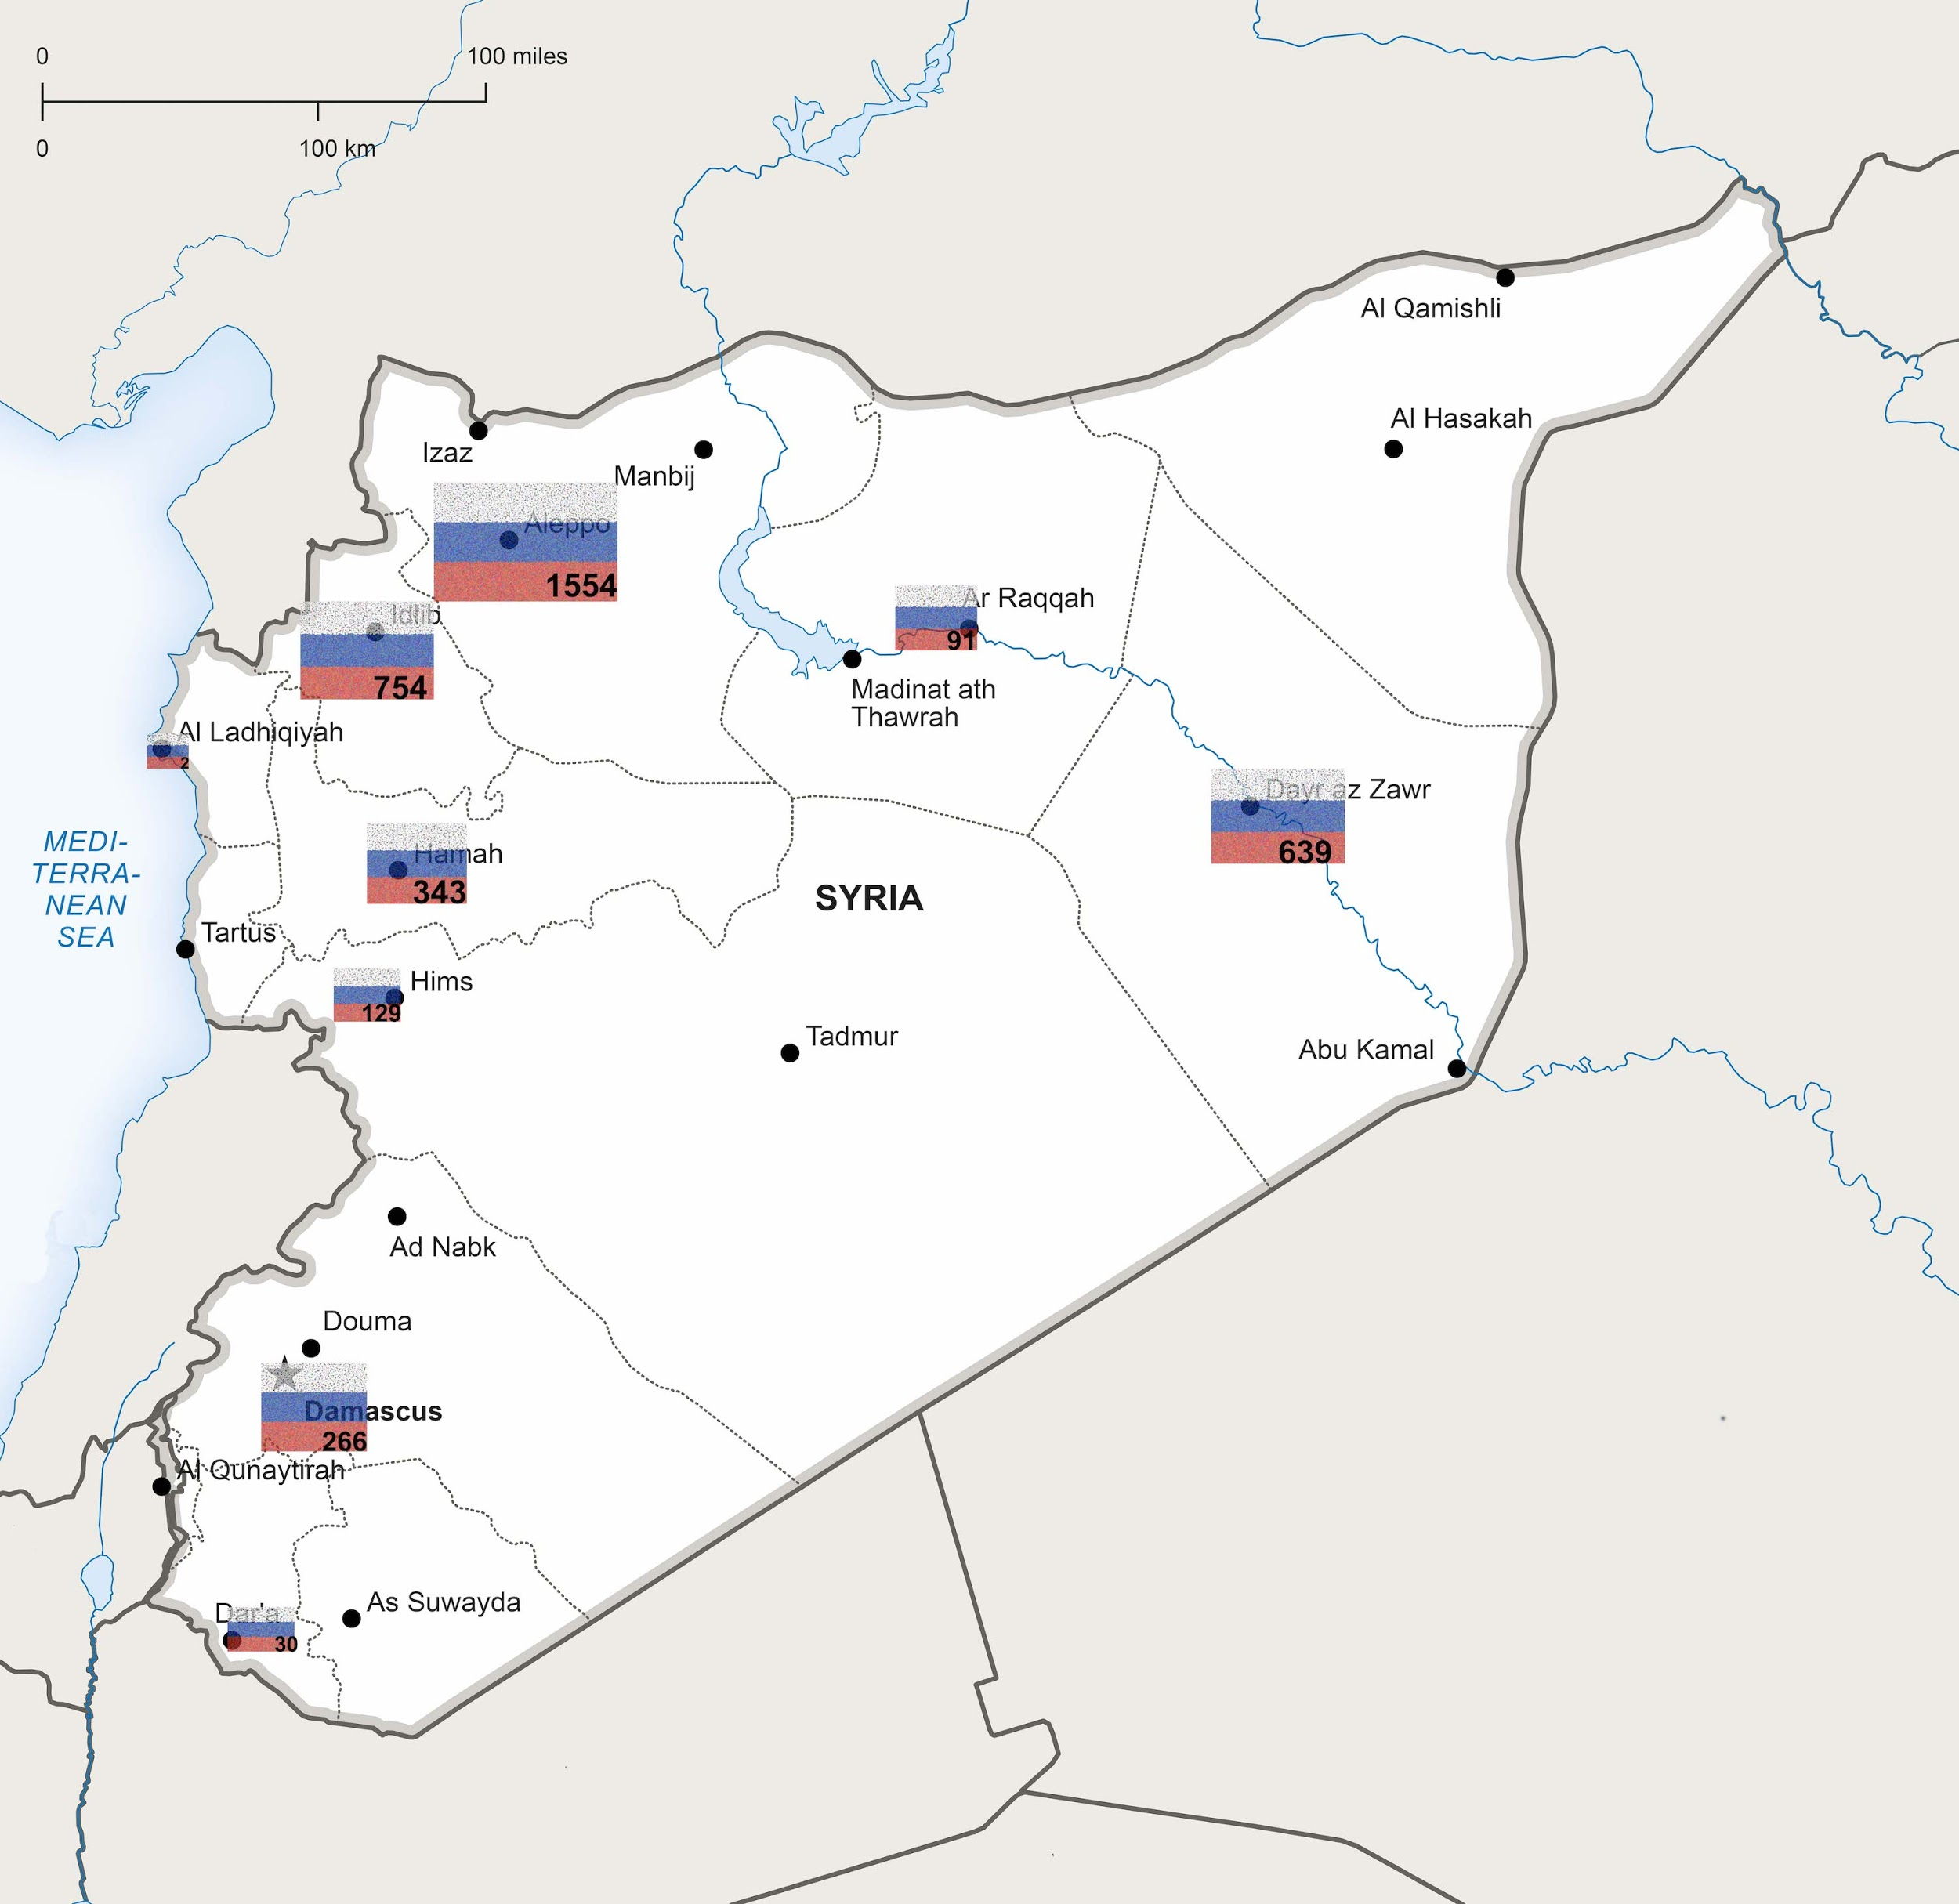 0
100 miles
0
100 km
Al Qamishli
Al Hasakah
Izaz
Manbij
Aleppo
1554
Ar Raqqah
91
Idlib
754
Madinat ath
Thawrah
Al Ladhiqiyah
2
Dayr az Zawr
639
MEDI-
TERRA-
NEAN
SEA
Hamah
343
SYRIA
Tartus
Hims
129
Tadmur
Abu Kamal
Ad Nabk
Douma
Damascus
266
Al Qunaytirah
As Suwayda
Dar'a
30